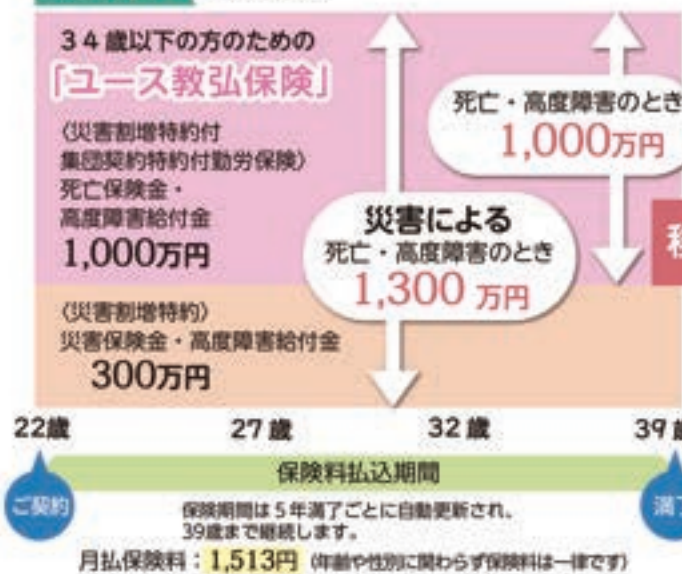 34歳以下の方のための
「ユース教弘保険」
〈災害割増特約付
集団契約特約付勤労保険〉
死亡保険金・
高度障害給付金
1,000万円
死亡・高度障害のとき
1,000万円
災害による
死亡・高度障害のとき
1,300 万円
〈災害割増特約〉
災害保険金・高度障害給付金
300万円
22歳 27歳 32歳 39歳
保険料払込期間
ご契約
保険期間は5年満了ごとに自動更新され、
39歳まで継続します。
月払保険料：1,513円 (年齢や性別に関わらず保険料は一律です)